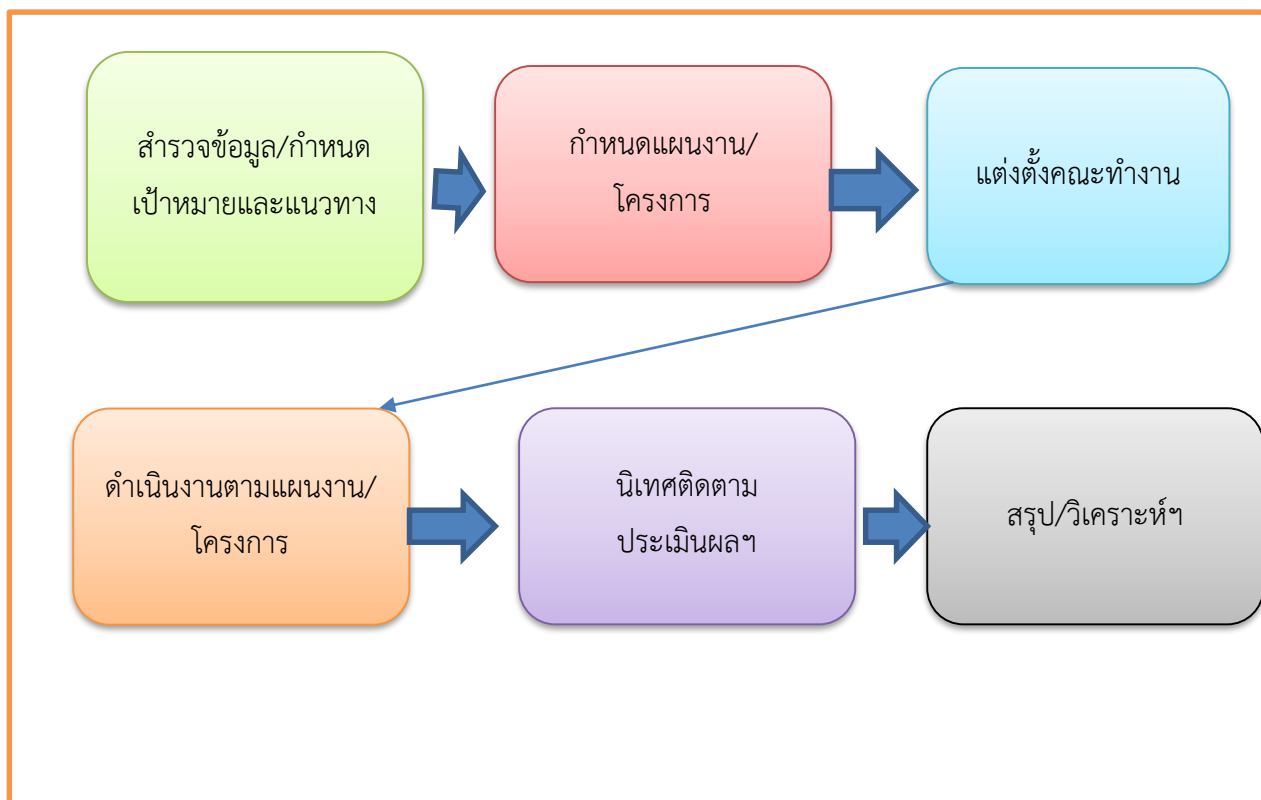 สำรวจข้อมูล/กำหนด
เป้าหมายและแนวทาง
กำหนดแผนงาน/
โครงการ
แต่งตั้งคณะทำงาน
ดำเนินงานตามแผนงาน/
โครงการ
นิเทศติดตาม
ประเมินผลฯ
สรุป/วิเคราะห์ฯ